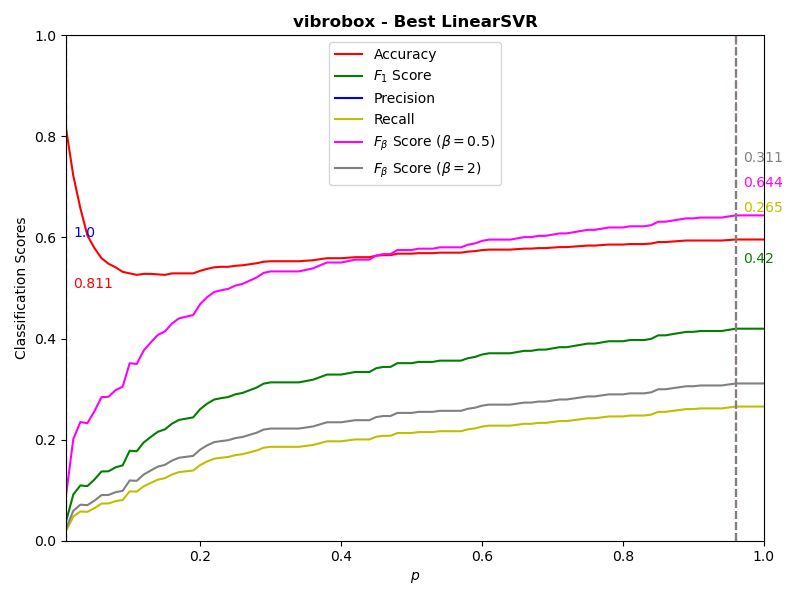 vibrobox - Best LinearSVR
Accuracy
F₁ Score
Precision
Recall
Fᵦ Score (β = 0.5)
Fᵦ Score (β = 2)
1.0
0.8
0.6
0.4
0.2
0.0
Classification Scores
1.0
0.811
0.311
0.644
0.265
0.42
0.2
0.4
0.6
0.8
1.0
p